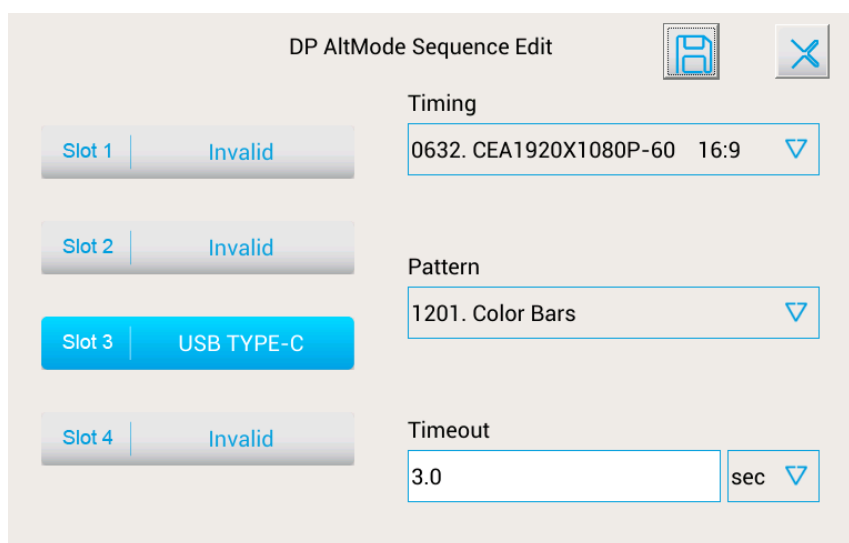 DP AltMode Sequence Edit
Slot 1 Invalid
Slot 2 Invalid
Slot 3 USB TYPE-C
Slot 4 Invalid
Timing
0632. CEA1920X1080P-60 16:9
Pattern
1201. Color Bars
Timeout
3.0 sec